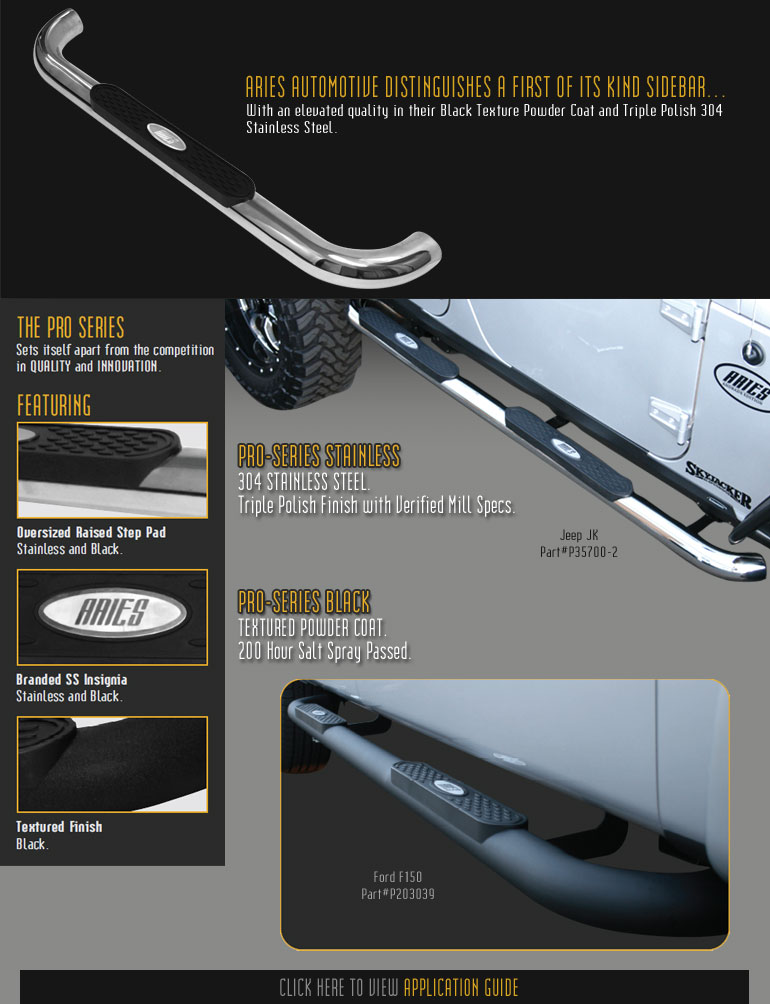 ARIES AUTOMOTIVE DISTINGUISHES A FIRST OF ITS KIND SIDEBAR...
With an elevated quality in their Black Texture Powder Coat and Triple Polish 304
Stainless Steel.
THE PRO SERIES
Sets itself apart from the competition
in QUALITY and INNOVATION.
FEATURING
Oversized Raised Step Pad
Stainless and Black.
ARIES
Branded SS Insignia
Stainless and Black.
Textured Finish
Black.
ARIES
SKYJACKER
PRO-SERIES STAINLESS
304 STAINLESS STEEL.
Triple Polish Finish with Verified Mill Specs.
Jeep JK
Part#P35700-2
PRO-SERIES BLACK
TEXTURED POWDER COAT.
200 Hour Salt Spray Passed.
Ford F150
Part#P203039
CLICK HERE TO VIEW APPLICATION GUIDE